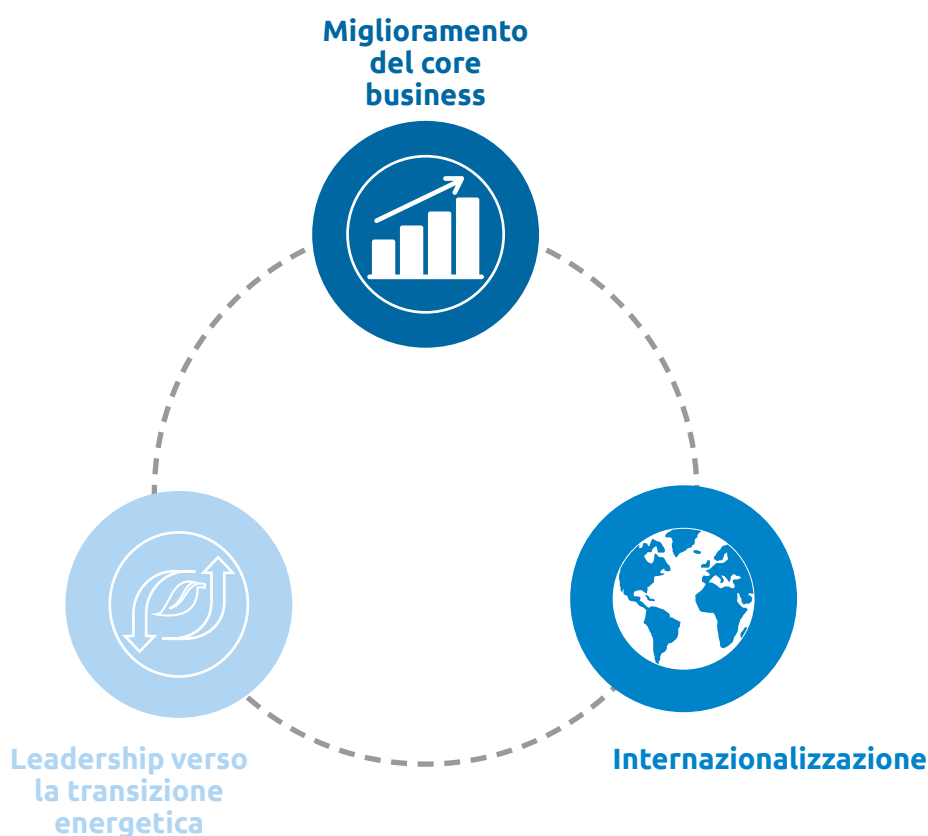 Miglioramento
del core
business
Leadership verso
la transizione
energetica
Internazionalizzazione